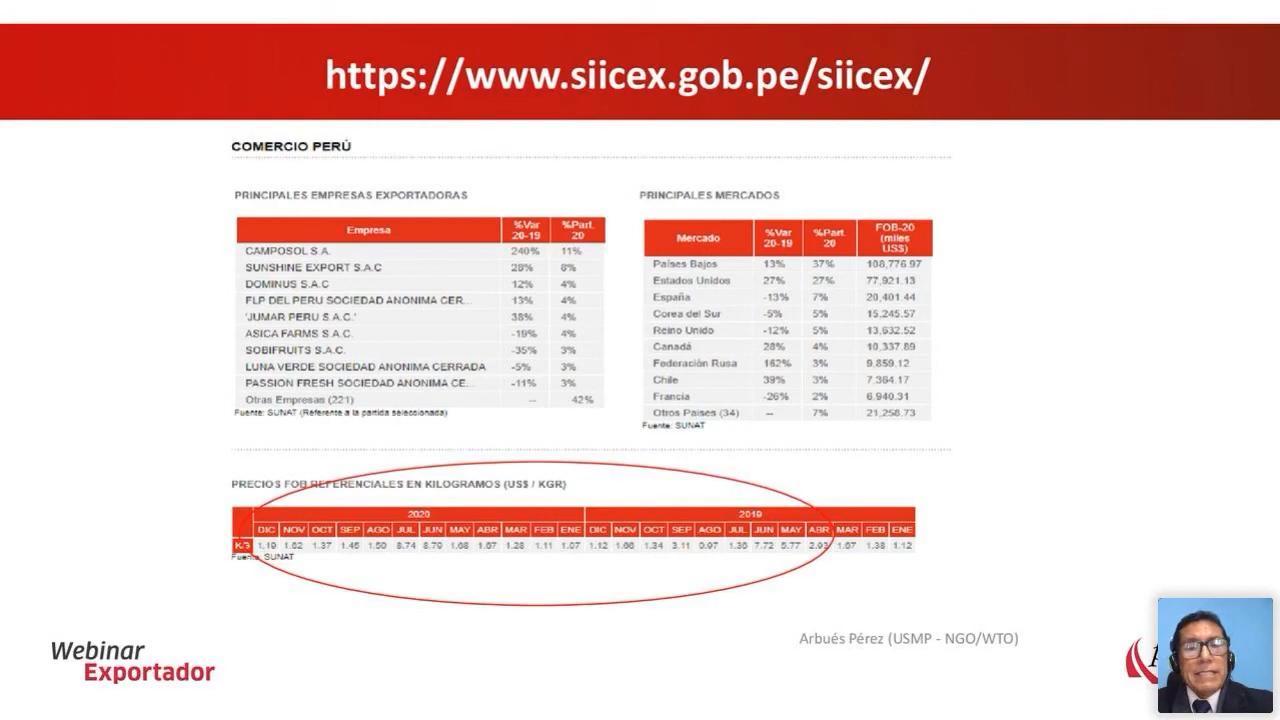 https://www.siicex.gob.pe/siicex/
COMERCIO PERÚ
PRINCIPALES EMPRESAS EXPORTADORAS
Empresa %Var 20-19 %Part. 20
CAMPOSOL S.A. 240% 11%
SUNSHINE EXPORT S.A.C 28% 8%
DOMINUS S.A.C 12% 4%
FLP DEL PERU SOCIEDAD ANONIMA CER... 13% 4%
'JUMAR PERU S.A.C.' 38% 4%
ASICA FARMS S.A.C. -19% 4%
SOBIFRUITS S.A.C. -35% 3%
LUNA VERDE SOCIEDAD ANONIMA CERRADA -5% 3%
PASSION FRESH SOCIEDAD ANONIMA CE... -11% 3%
Otras Empresas (221) -- 42%
Fuente: SUNAT (Referente a la partida seleccionada)
PRINCIPALES MERCADOS
Mercado %Var 20-19 %Part. 20 FOB-20 (miles US$)
Países Bajos 13% 37% 108,776.97
Estados Unidos 27% 27% 77,921.13
España -13% 7% 20,401.44
Corea del Sur -5% 5% 15,245.57
Reino Unido -12% 5% 13,632.52
Canadá 28% 4% 10,337.89
Federación Rusa 162% 3% 9,859.12
Chile 39% 3% 7,364.17
Francia -26% 2% 6,940.31
Otros Países (34) -- 7% 21,258.73
Fuente: SUNAT
PRECIOS FOB REFERENCIALES EN KILOGRAMOS (US$ / KGR)
2020 2019
DIC NOV OCT SEP AGO JUL JUN MAY ABR MAR FEB ENE DIC NOV OCT SEP AGO JUL JUN MAY ABR MAR FEB ENE
1.19 1.62 1.37 1.45 1.50 8.74 8.70 1.68 1.67 1.28 1.11 1.07 1.12 1.66 1.34 3.11 0.97 1.36 7.72 5.77 2.93 1.67 1.38 1.12
Fuente: SUNAT
Arbués Pérez (USMP - NGO/WTO)
Webinar
Exportador